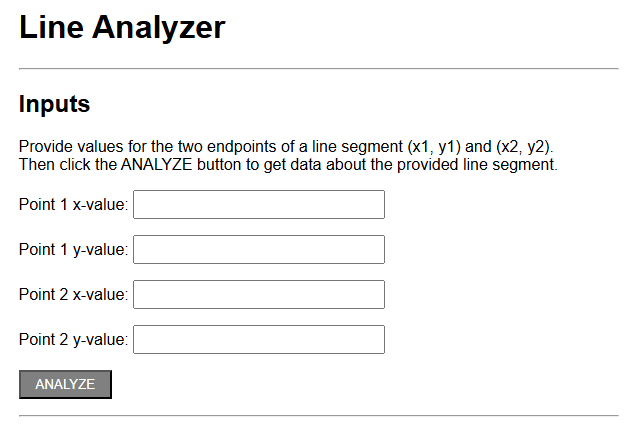 Line Analyzer
Inputs
Provide values for the two endpoints of a line segment (x1, y1) and (x2, y2).
Then click the ANALYZE button to get data about the provided line segment.
Point 1 x-value:
Point 1 y-value:
Point 2 x-value:
Point 2 y-value:
ANALYZE